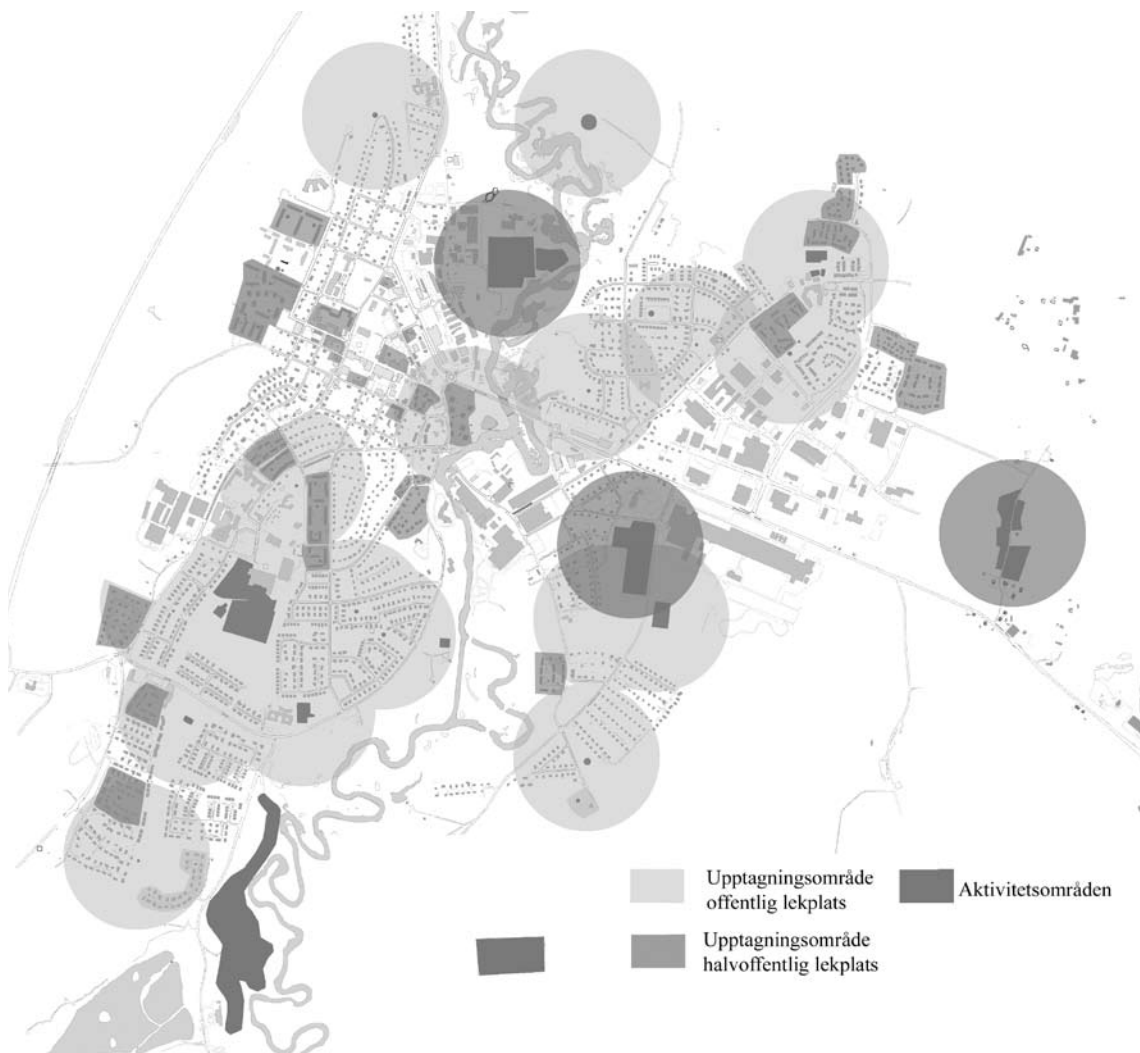 Upptagningsområde
offentlig lekplats
Aktivitetsområden
Upptagningsområde
halvoffentlig lekplats